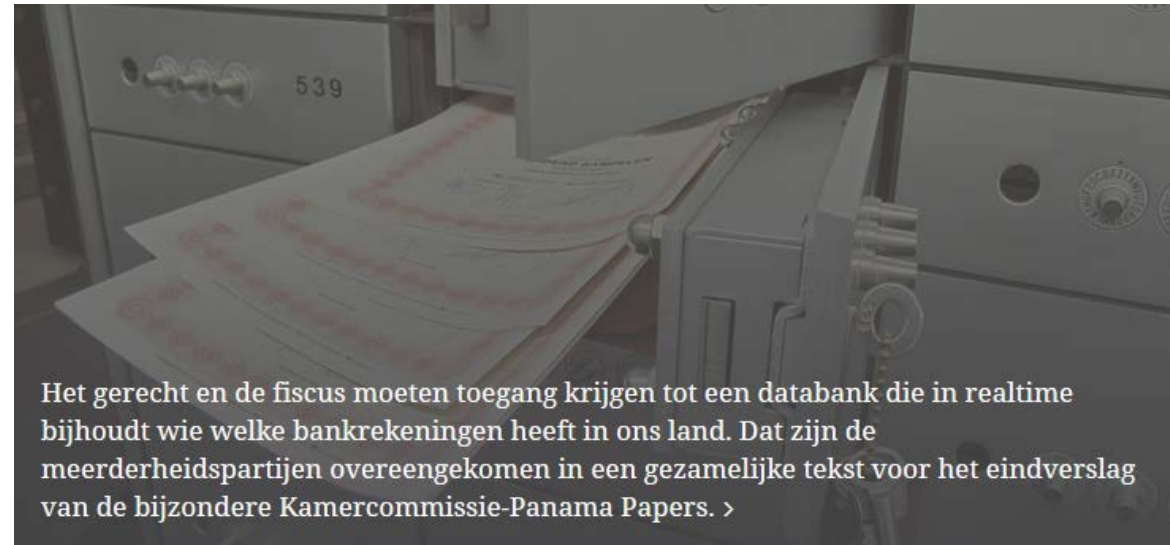 539
Het gerecht en de fiscus moeten toegang krijgen tot een databank die in realtime
bijhoudt wie welke bankrekeningen heeft in ons land. Dat zijn de
meerderheidspartijen overeengekomen in een gezamelijke tekst voor het eindverslag
van de bijzondere Kamercommissie-Panama Papers. >